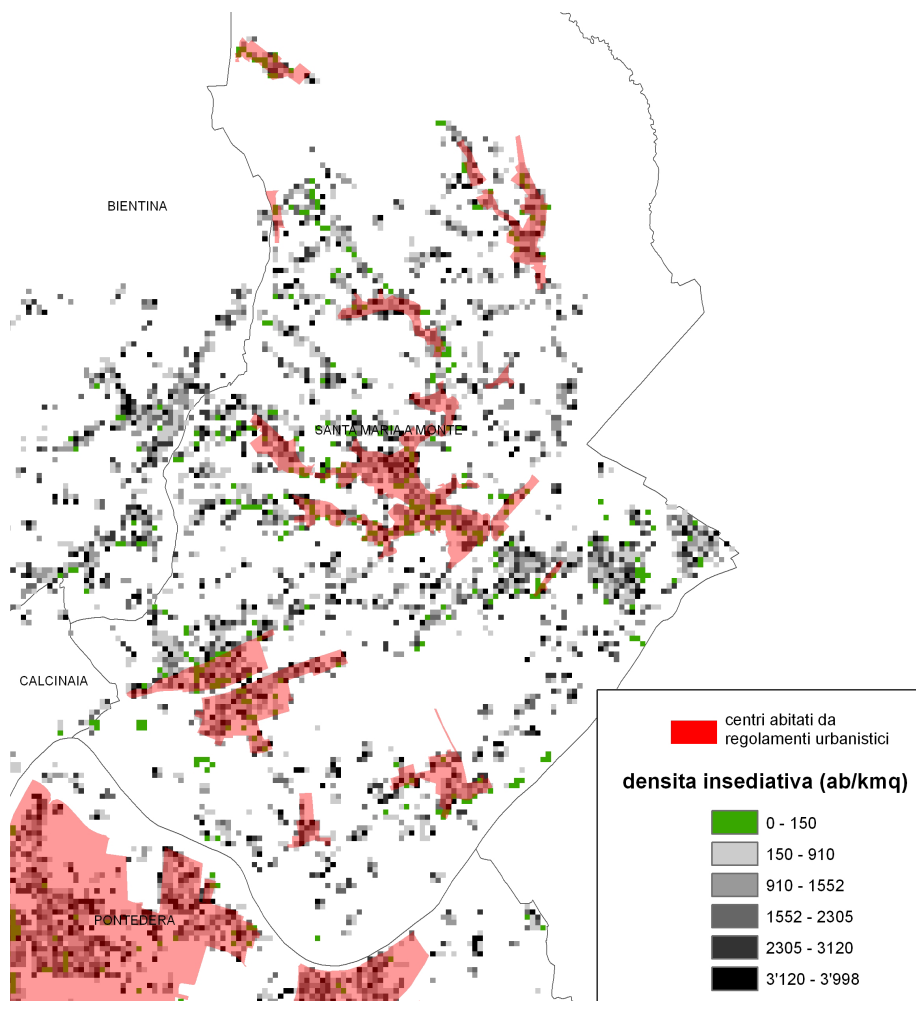 BIENTINA
SANTA MARIA A MONTE
CALCINAIA
PONTEDERA
centri abitati da
regolamenti urbanistici
densita insediativa (ab/kmq)
0 - 150
150 - 910
910 - 1552
1552 - 2305
2305 - 3120
3'120 - 3'998